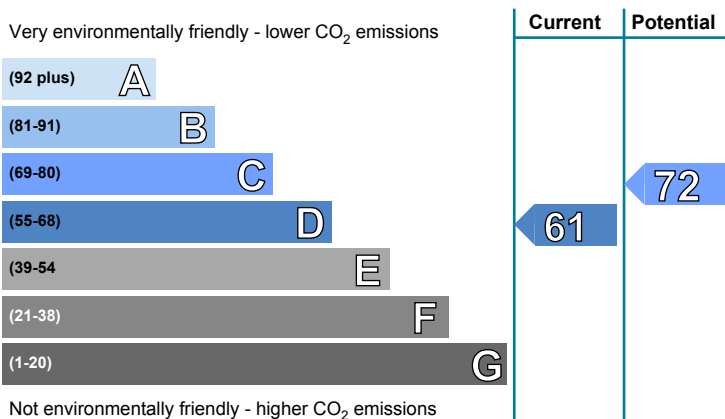 Very environmentally friendly - lower CO2 emissions
Current
Potential
(92 plus) A
(81-91) B
(69-80) C
72
(55-68) D
61
(39-54 E
(21-38) F
(1-20) G
Not environmentally friendly - higher CO2 emissions